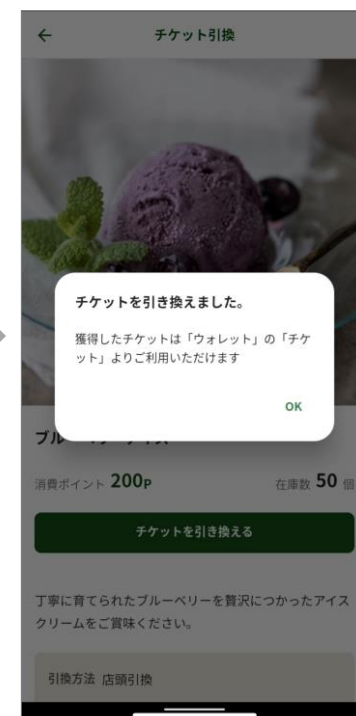 チケット引換
チケットを引き換えました。
獲得したチケットは「ウォレット」の「チケ
ット」よりご利用いただけます
OK
消費ポイント 200P
在庫数 50 個
チケットを引き換える
丁寧に育てられたブルーベリーを贅沢につかったアイス
クリームをご賞味ください。
引換方法 店頭引換